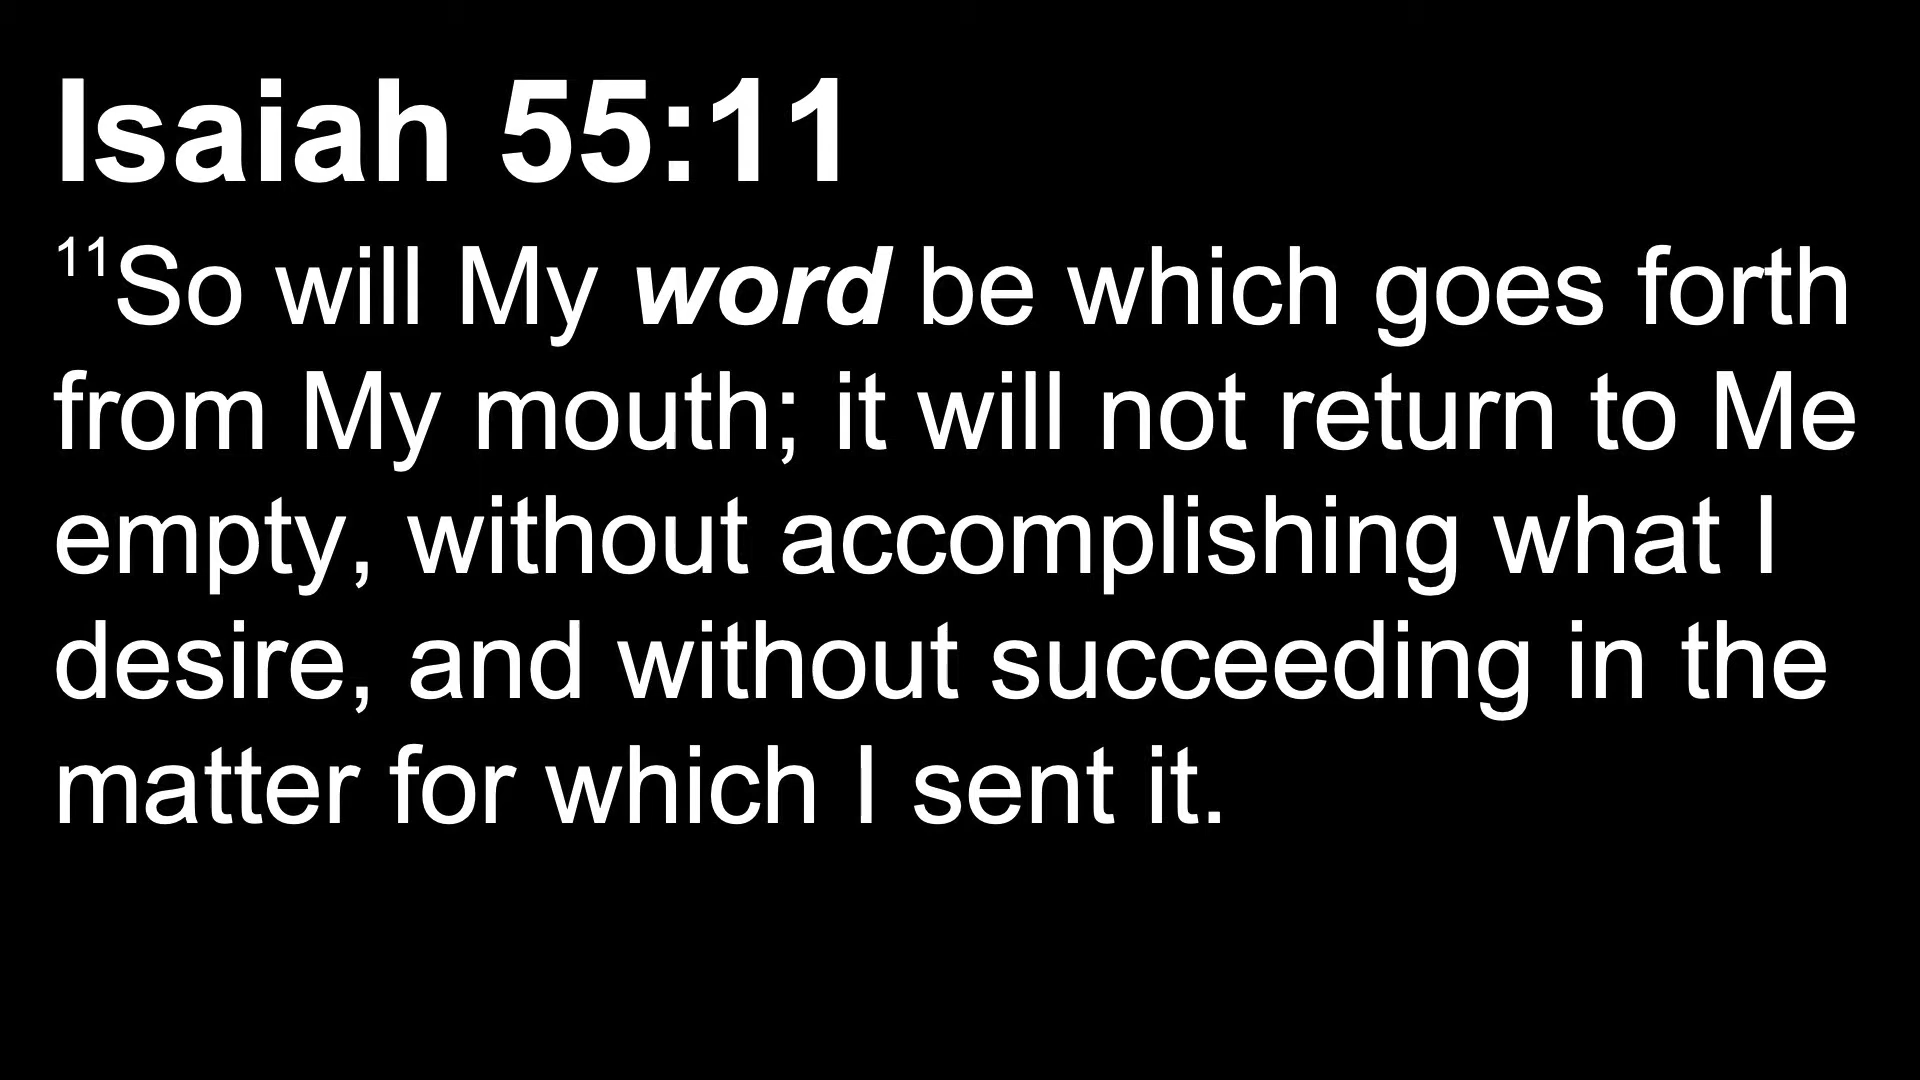 Isaiah 55:11
11So will My word be which goes forth
from My mouth; it will not return to Me
empty, without accomplishing what I
desire, and without succeeding in the
matter for which I sent it.